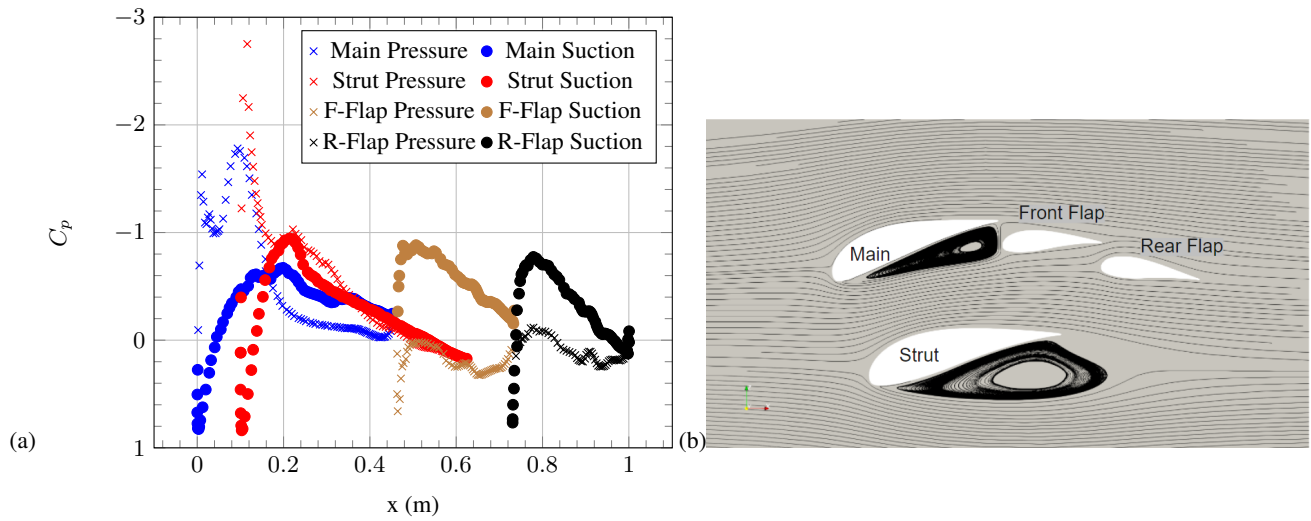 −3
−2
−1
0
1
C_p
Main Pressure Main Suction
Strut Pressure Strut Suction
F-Flap Pressure F-Flap Suction
R-Flap Pressure R-Flap Suction
0 0.2 0.4 0.6 0.8 1
x (m)
(a)
Front Flap
Main
Rear Flap
Strut
(b)